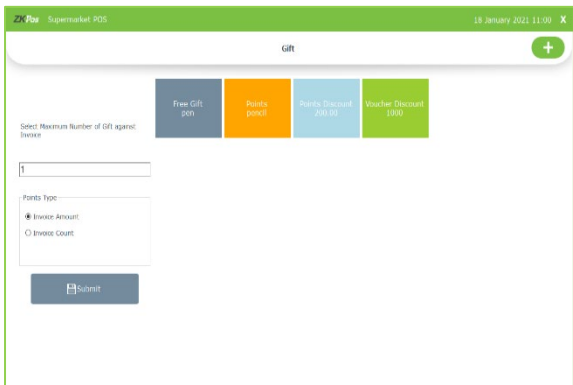 ZKPos Supermarket POS
18 January 2021 11:00 X
Gift
+
Free Gift
pen
Points
pencil
Points Discount
200.00
Voucher Discount
1000
Select Maximum Number of Gift against
Invoice
1
Points Type
Invoice Amount
Invoice Count
Submit